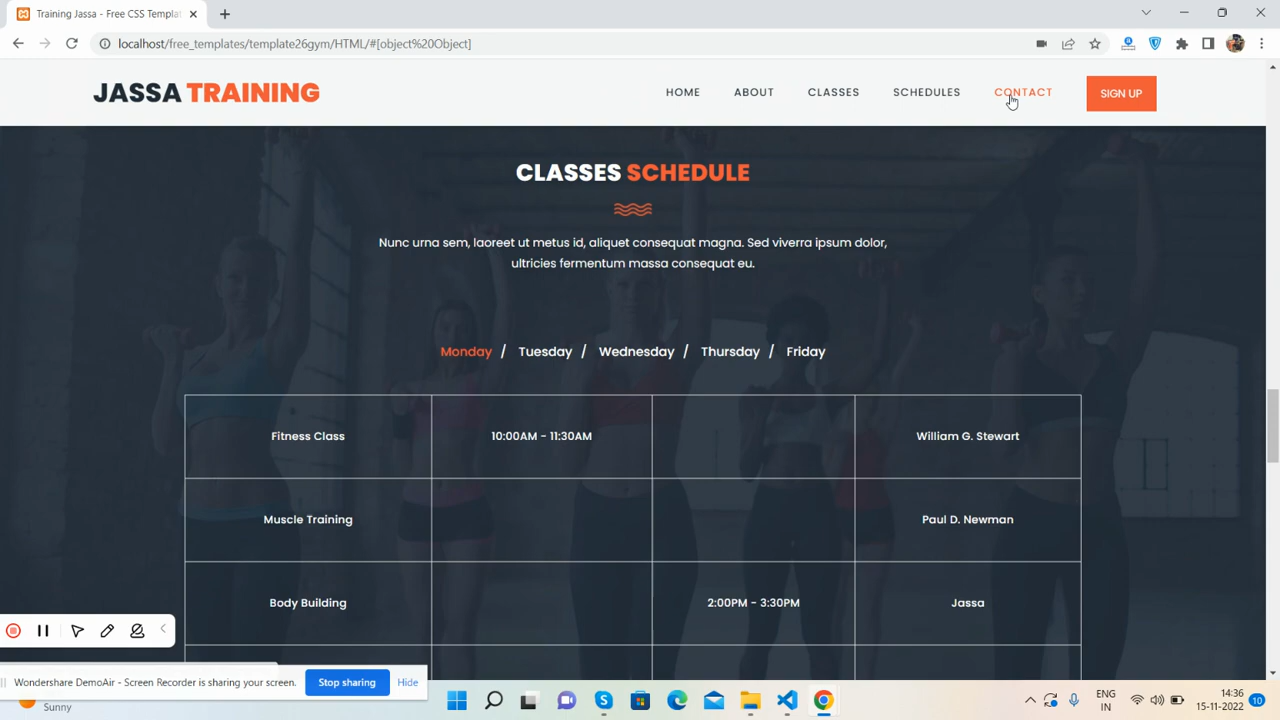 Training Jassa - Free CSS Templat
localhost/free_templates/template26gym/HTML/#[object%20Object]
JASSA TRAINING
HOME
ABOUT
CLASSES
SCHEDULES
CONTACT
SIGN UP
CLASSES SCHEDULE
Nunc urna sem, laoreet ut metus id, aliquet consequat magna. Sed viverra ipsum dolor,
ultricies fermentum massa consequat eu.
Monday / Tuesday / Wednesday / Thursday / Friday
Fitness Class
10:00AM - 11:30AM
William G. Stewart
Muscle Training
Paul D. Newman
Body Building
2:00PM - 3:30PM
Jassa
Wondershare DemoAir - Screen Recorder is sharing your screen.
Stop sharing
Hide
Sunny
ENG
IN
14:36
15-11-2022
10